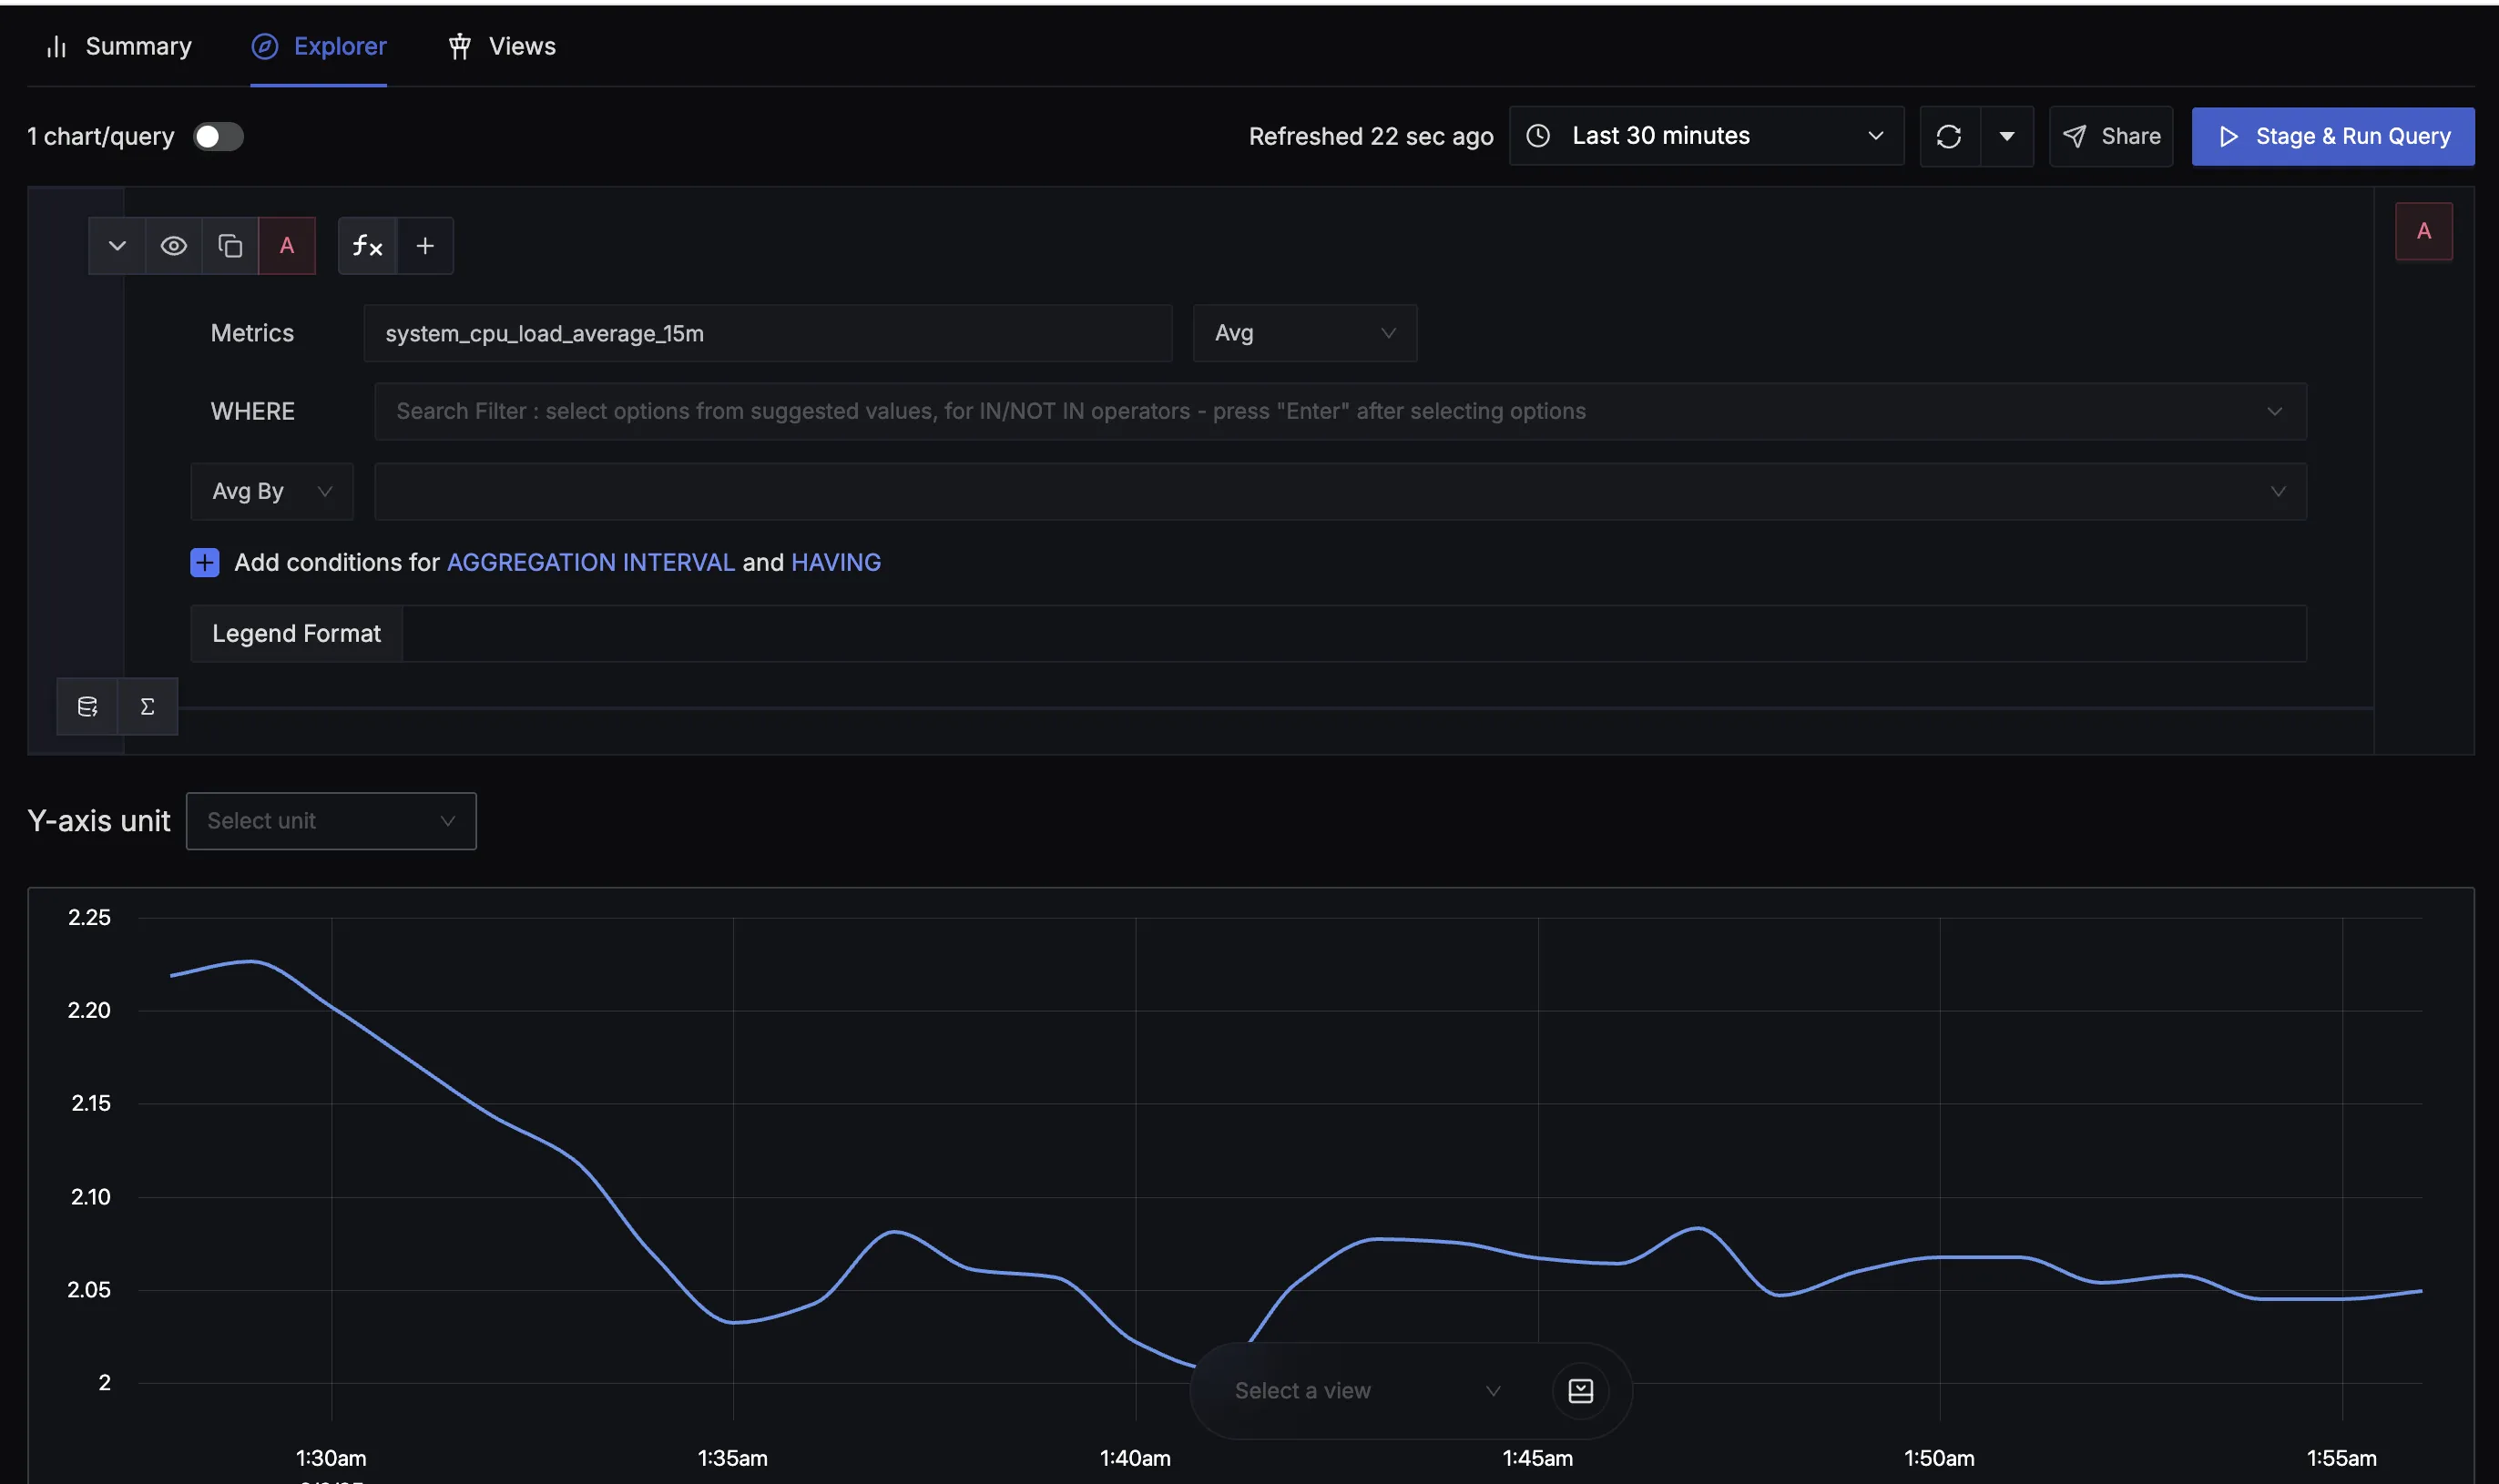 Summary Explorer Views
1 chart/query Refreshed 22 sec ago Last 30 minutes Share Stage & Run Query
A fx A
Metrics system_cpu_load_average_15m Avg
WHERE Search Filter : select options from suggested values, for IN/NOT IN operators - press "Enter" after selecting options
Avg By
Add conditions for AGGREGATION INTERVAL and HAVING
Legend Format
Σ
Y-axis unit Select unit
2.25
2.20
2.15
2.10
2.05
2
Select a view
1:30am 1:35am 1:40am 1:45am 1:50am 1:55am